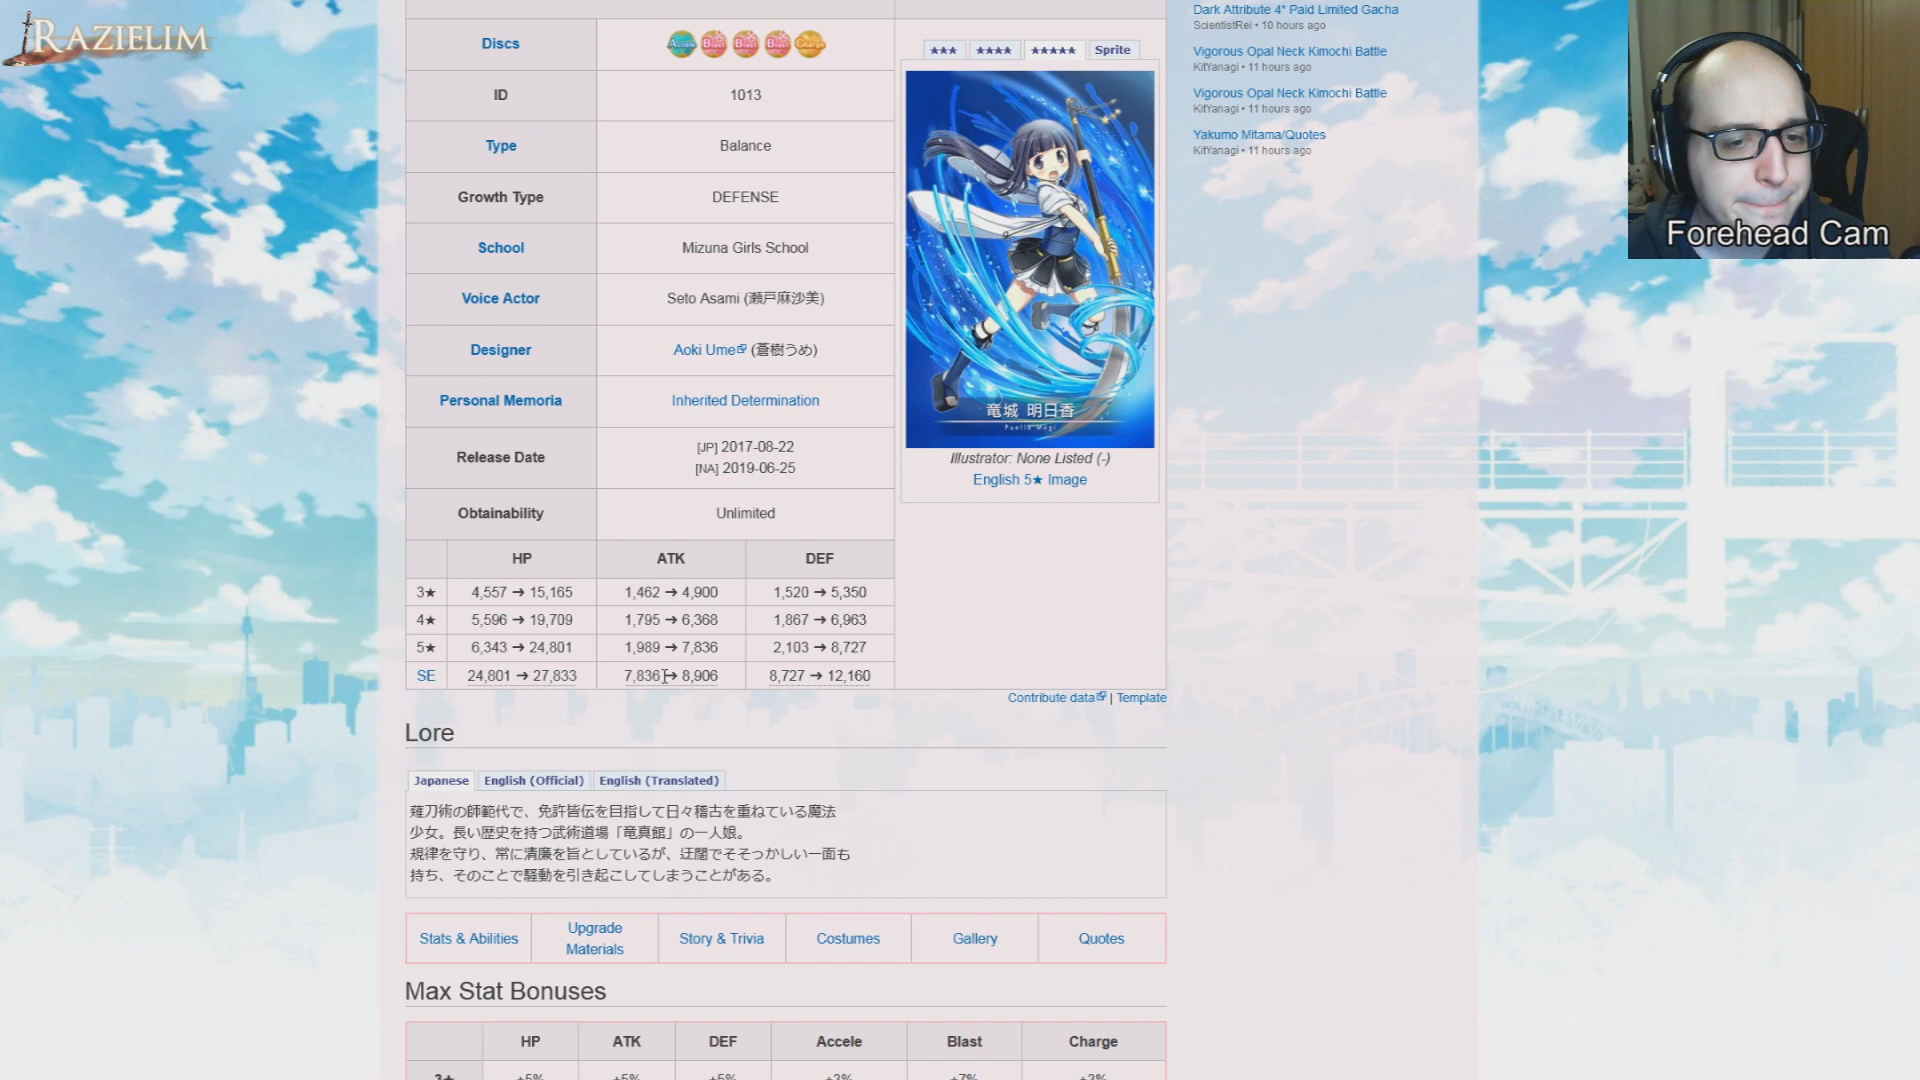 RAZIELIM
Discs
Accele Blast Blast Blast Charge
ID 1013
Type Balance
Growth Type DEFENSE
School Mizuna Girls School
Voice Actor Seto Asami (瀬戸麻沙美)
Designer Aoki Ume (蒼樹うめ)
Personal Memoria Inherited Determination
Release Date [JP] 2017-08-22
[NA] 2019-06-25
Obtainability Unlimited
HP ATK DEF
3★ 4,557 ➔ 15,165 1,462 ➔ 4,900 1,520 ➔ 5,350
4★ 5,596 ➔ 19,709 1,795 ➔ 6,368 1,867 ➔ 6,963
5★ 6,343 ➔ 24,801 1,989 ➔ 7,836 2,103 ➔ 8,727
SE 24,801 ➔ 27,833 7,836 ➔ 8,906 8,727 ➔ 12,160
★★★ ★★★★ ★★★★★ Sprite
竜城 明日香
Puella Magi
Illustrator: None Listed (-)
English 5★ Image
Contribute data | Template
Lore
Japanese English (Official) English (Translated)
薙刀術の師範代で、免許皆伝を目指して日々稽古を重ねている魔法
少女。長い歴史を持つ武術道場「竜真館」の一人娘。
規律を守り、常に清廉を旨としているが、迂闊でそそっかしい一面も
持ち、そのことで騒動を引き起こしてしまうことがある。
Stats & Abilities
Upgrade
Materials
Story & Trivia
Costumes
Gallery
Quotes
Max Stat Bonuses
HP ATK DEF Accele Blast Charge
3★ +5% +5% +5% +3% +7% +3%
Dark Attribute 4* Paid Limited Gacha
ScientistRei • 10 hours ago
Vigorous Opal Neck Kimochi Battle
KitYanagi • 11 hours ago
Vigorous Opal Neck Kimochi Battle
KitYanagi • 11 hours ago
Yakumo Mitama/Quotes
KitYanagi • 11 hours ago
Forehead Cam